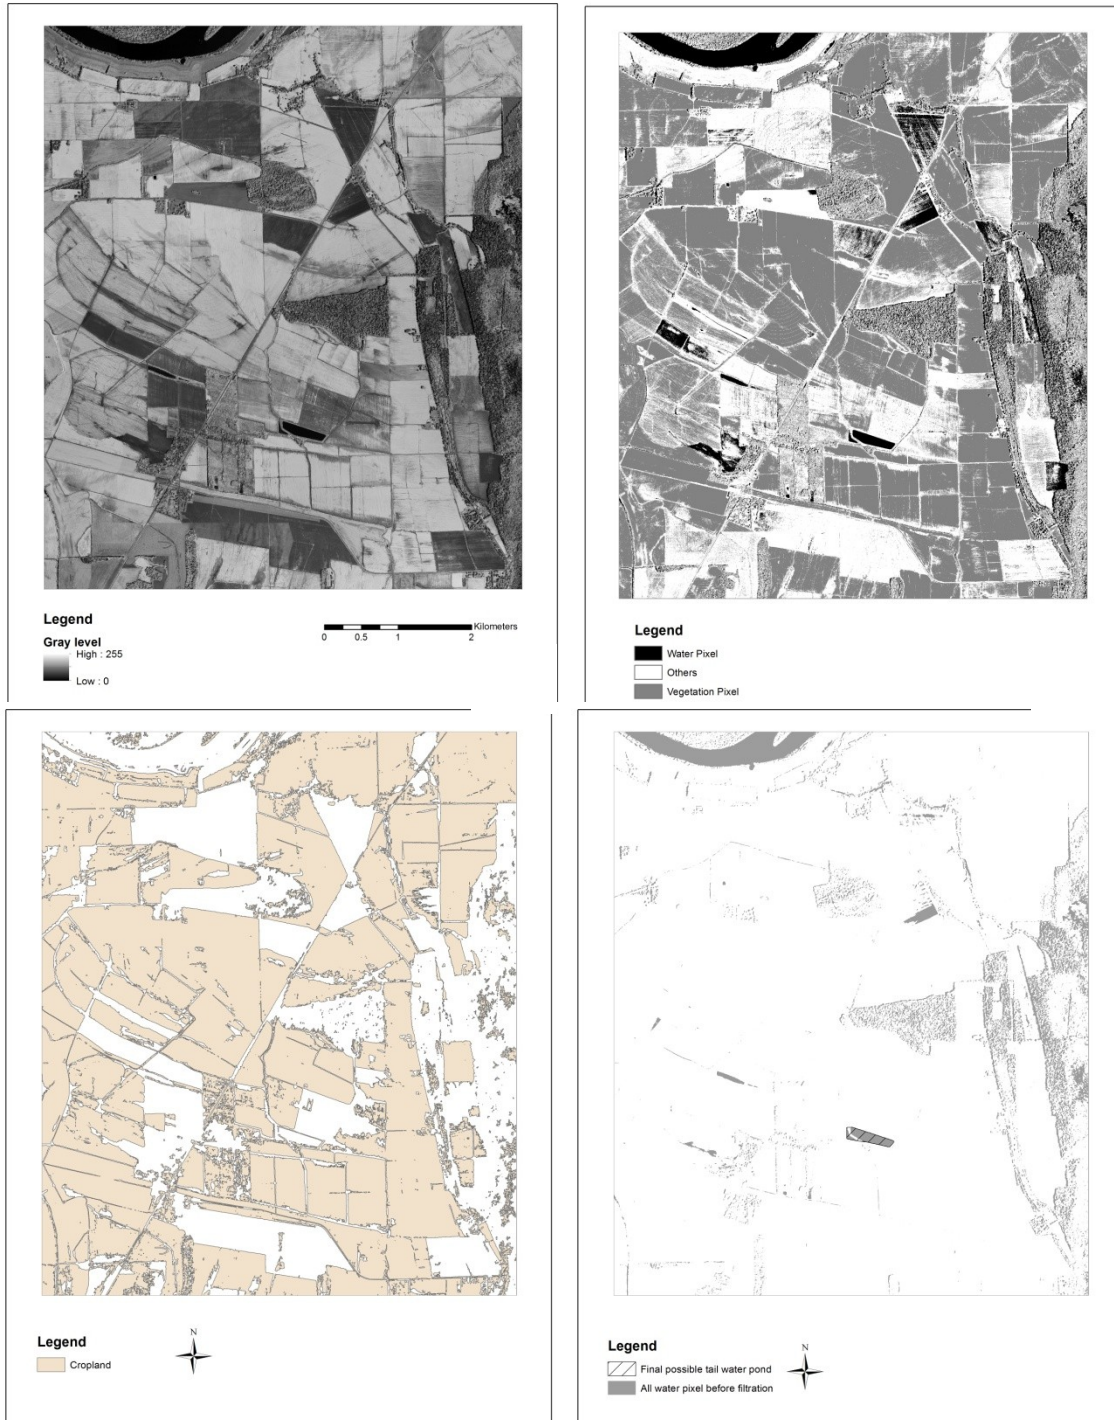 Legend
Gray level
High : 255
Low : 0
Kilometers
0 0.5 1 2
Legend
Water Pixel
Others
Vegetation Pixel
Legend
Cropland
N
Legend
Final possible tail water pond
All water pixel before filtration
N